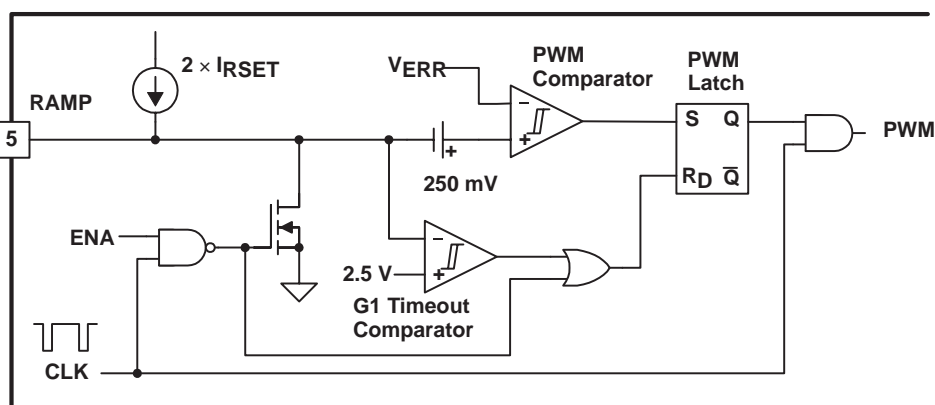 2 × IRSET
RAMP
5
VERR
PWM
Comparator
PWM
Latch
−
+
S Q
RD Q̅
PWM
+
250 mV
ENA
−
2.5 V
+
G1 Timeout
Comparator
CLK